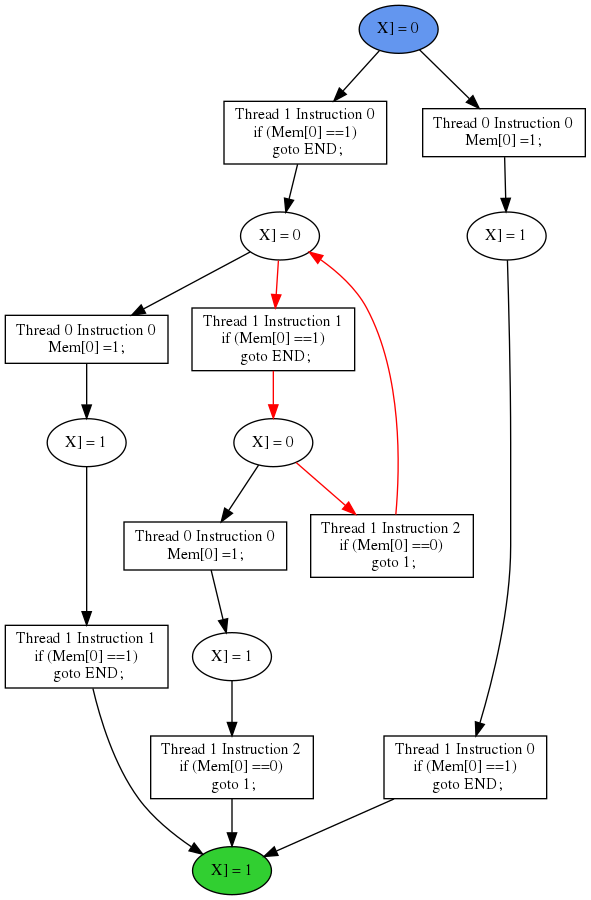 X] = 0
Thread 1 Instruction 0
if (Mem[0] ==1)
goto END;
Thread 0 Instruction 0
Mem[0] =1;
X] = 0
X] = 1
Thread 0 Instruction 0
Mem[0] =1;
Thread 1 Instruction 1
if (Mem[0] ==1)
goto END;
X] = 1
X] = 0
Thread 0 Instruction 0
Mem[0] =1;
Thread 1 Instruction 2
if (Mem[0] ==0)
goto 1;
Thread 1 Instruction 1
if (Mem[0] ==1)
goto END;
X] = 1
Thread 1 Instruction 2
if (Mem[0] ==0)
goto 1;
Thread 1 Instruction 0
if (Mem[0] ==1)
goto END;
X] = 1